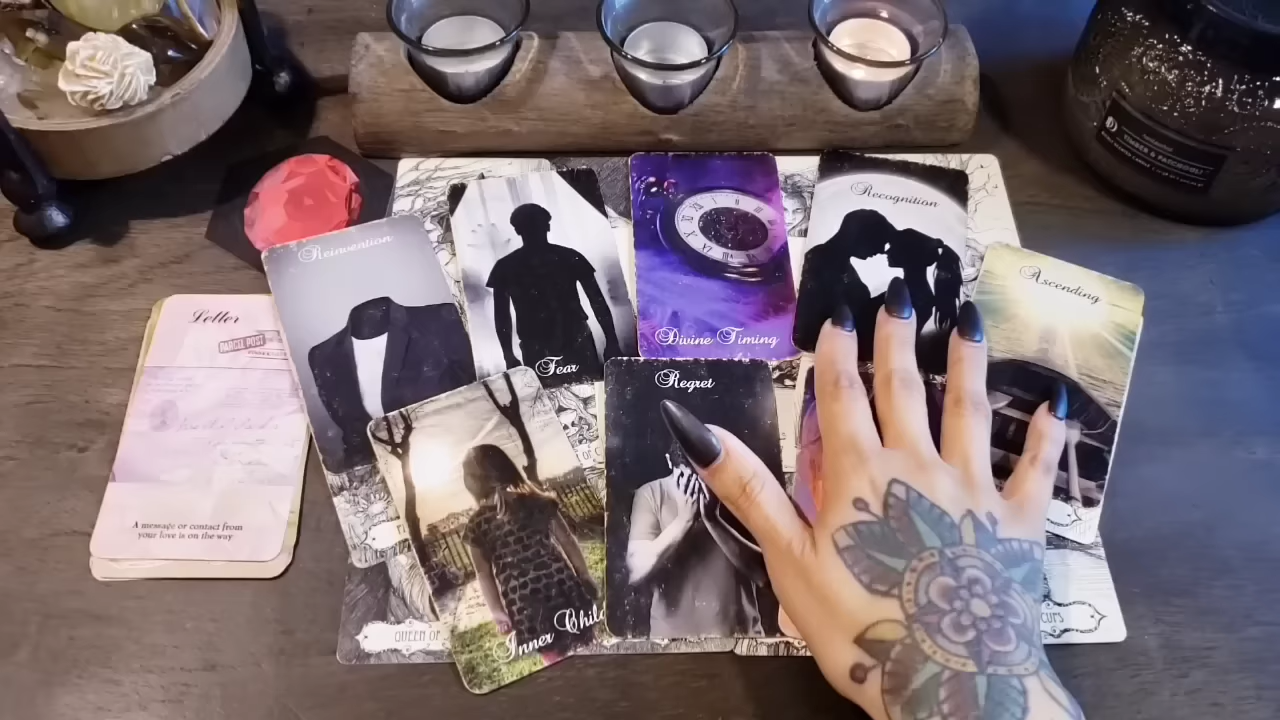 TIMBER & PATCHOULI
Recognition
Reinvention
Ascending
Letter
PARCEL POST
Divine Timing
Fear
Regret
A message or contact from
your love is on the way
Inner Child
QUEEN OF
CUPS